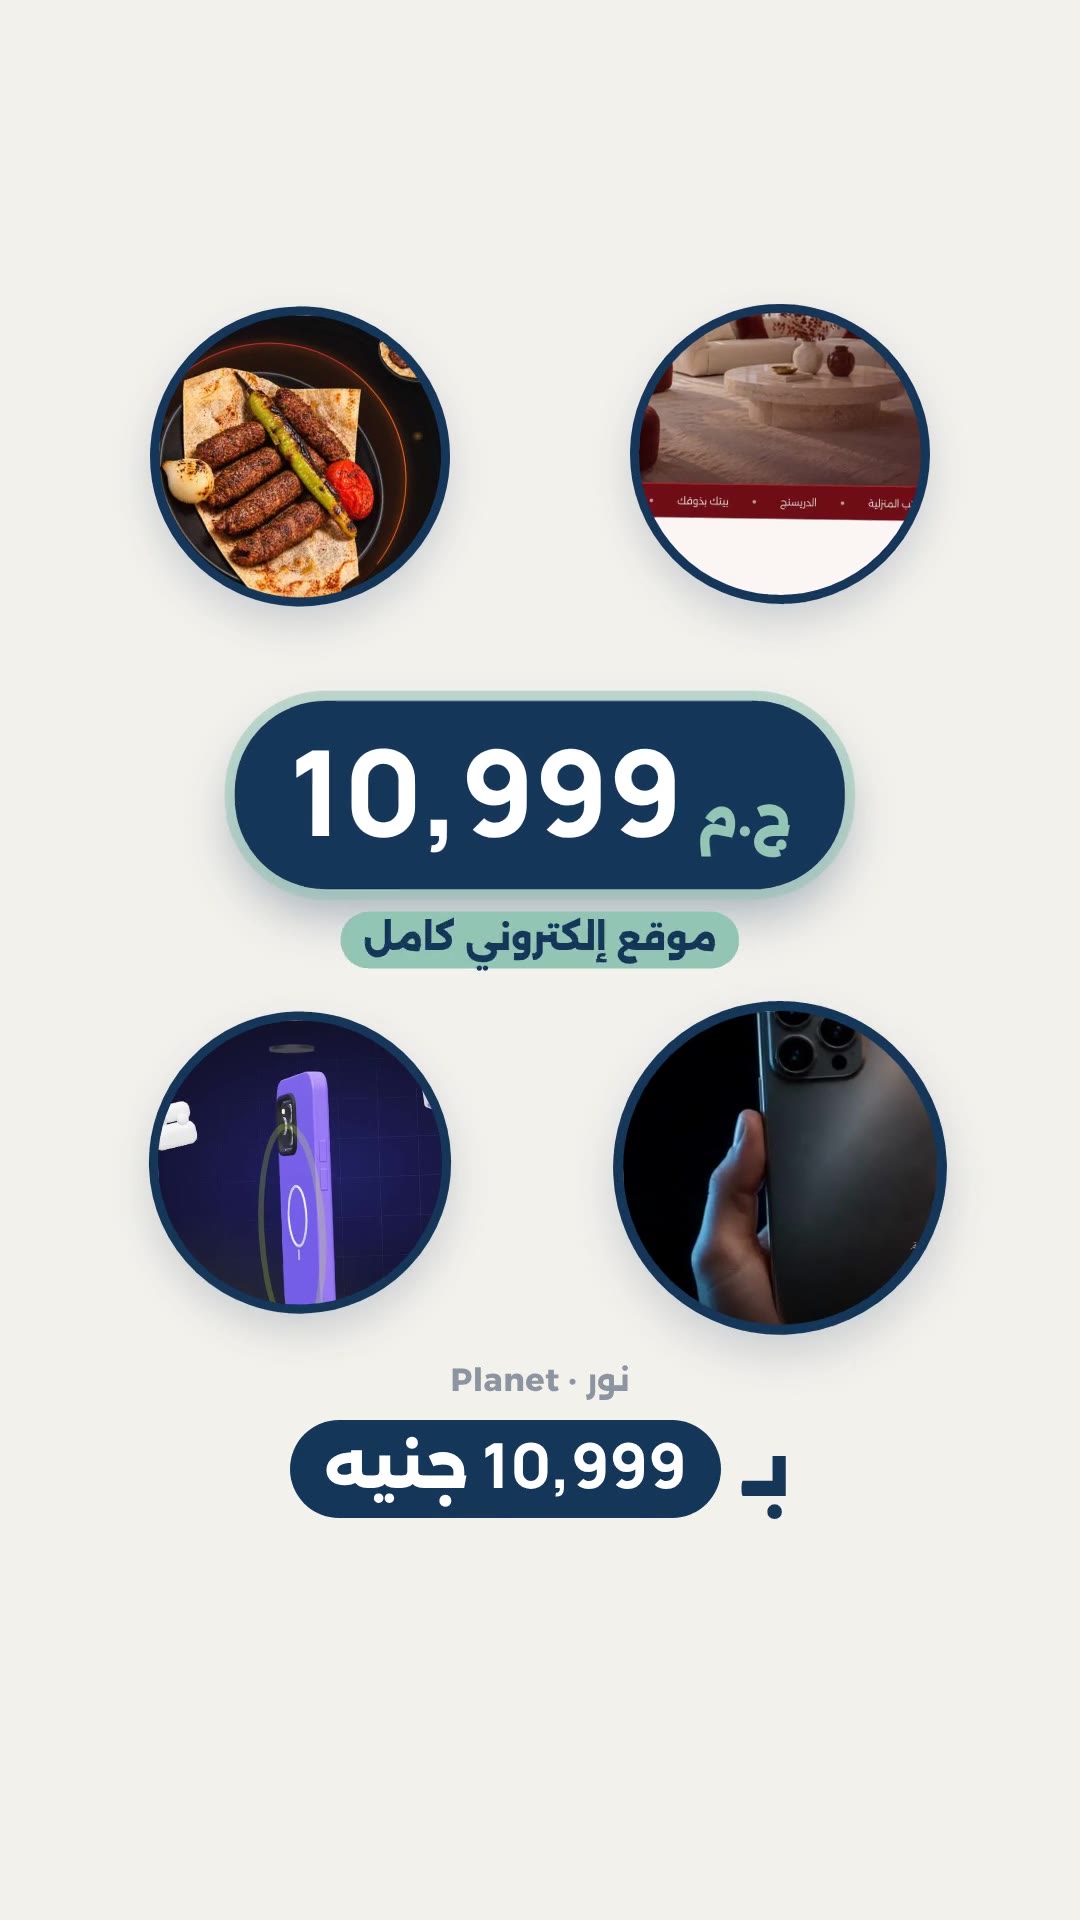 بيتك بذوقك • الدريسنج • المنزلية
10,999 ج.م
موقع إلكتروني كامل
نور · Planet
بـ 10,999 جنيه